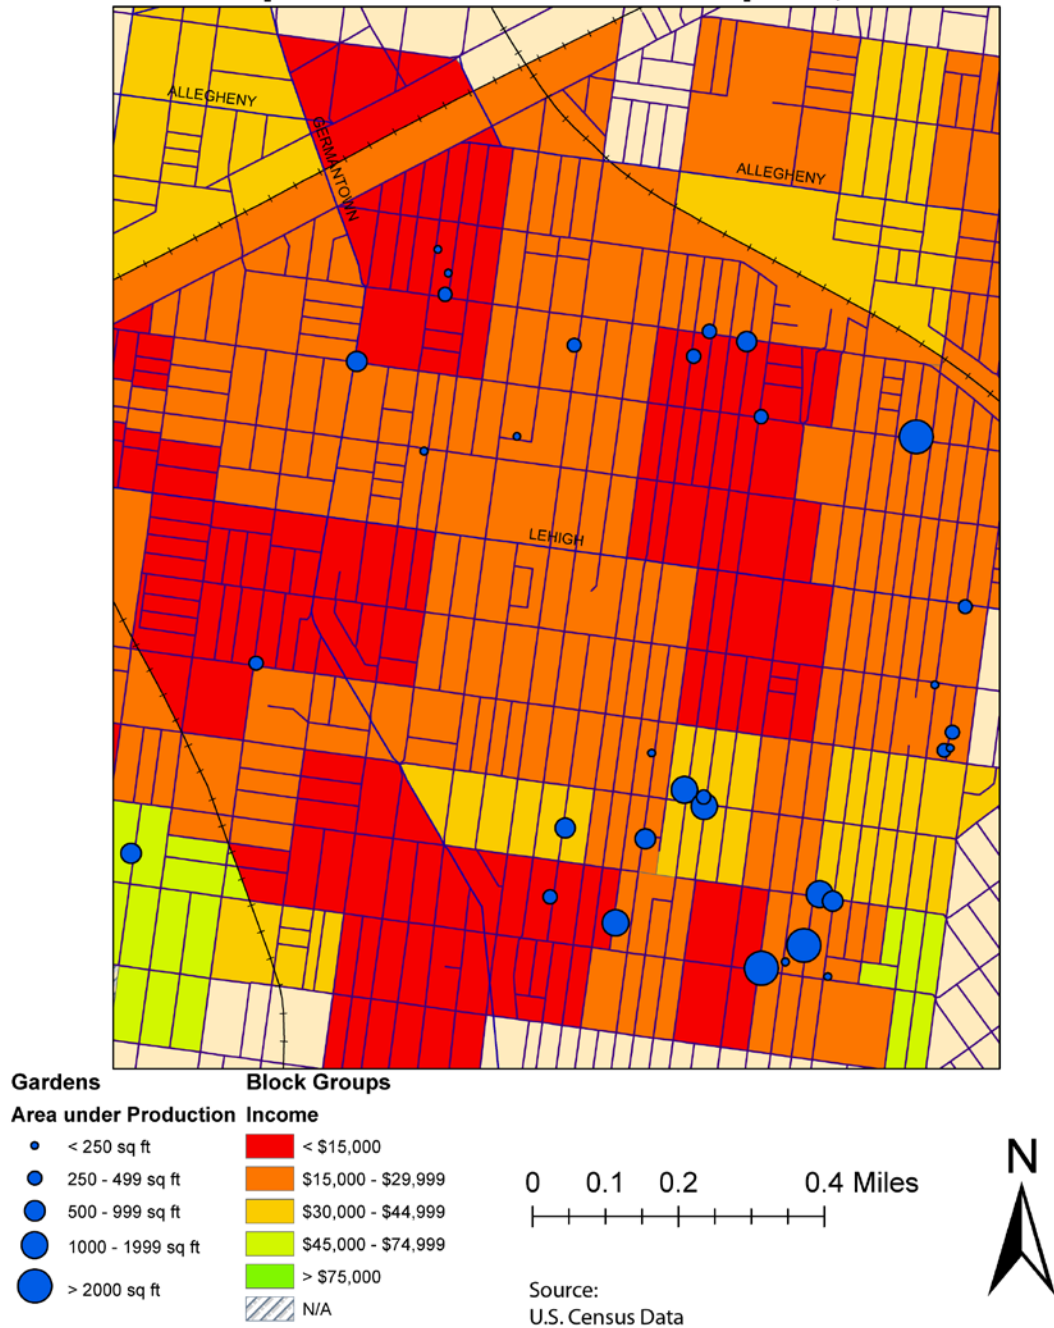 ALLEGHENY
GERMANTOWN
ALLEGHENY
LEHIGH
Gardens
Area under Production
< 250 sq ft
250 - 499 sq ft
500 - 999 sq ft
1000 - 1999 sq ft
> 2000 sq ft
Block Groups
Income
< $15,000
$15,000 - $29,999
$30,000 - $44,999
$45,000 - $74,999
> $75,000
N/A
0 0.1 0.2 0.4 Miles
Source:
U.S. Census Data
N